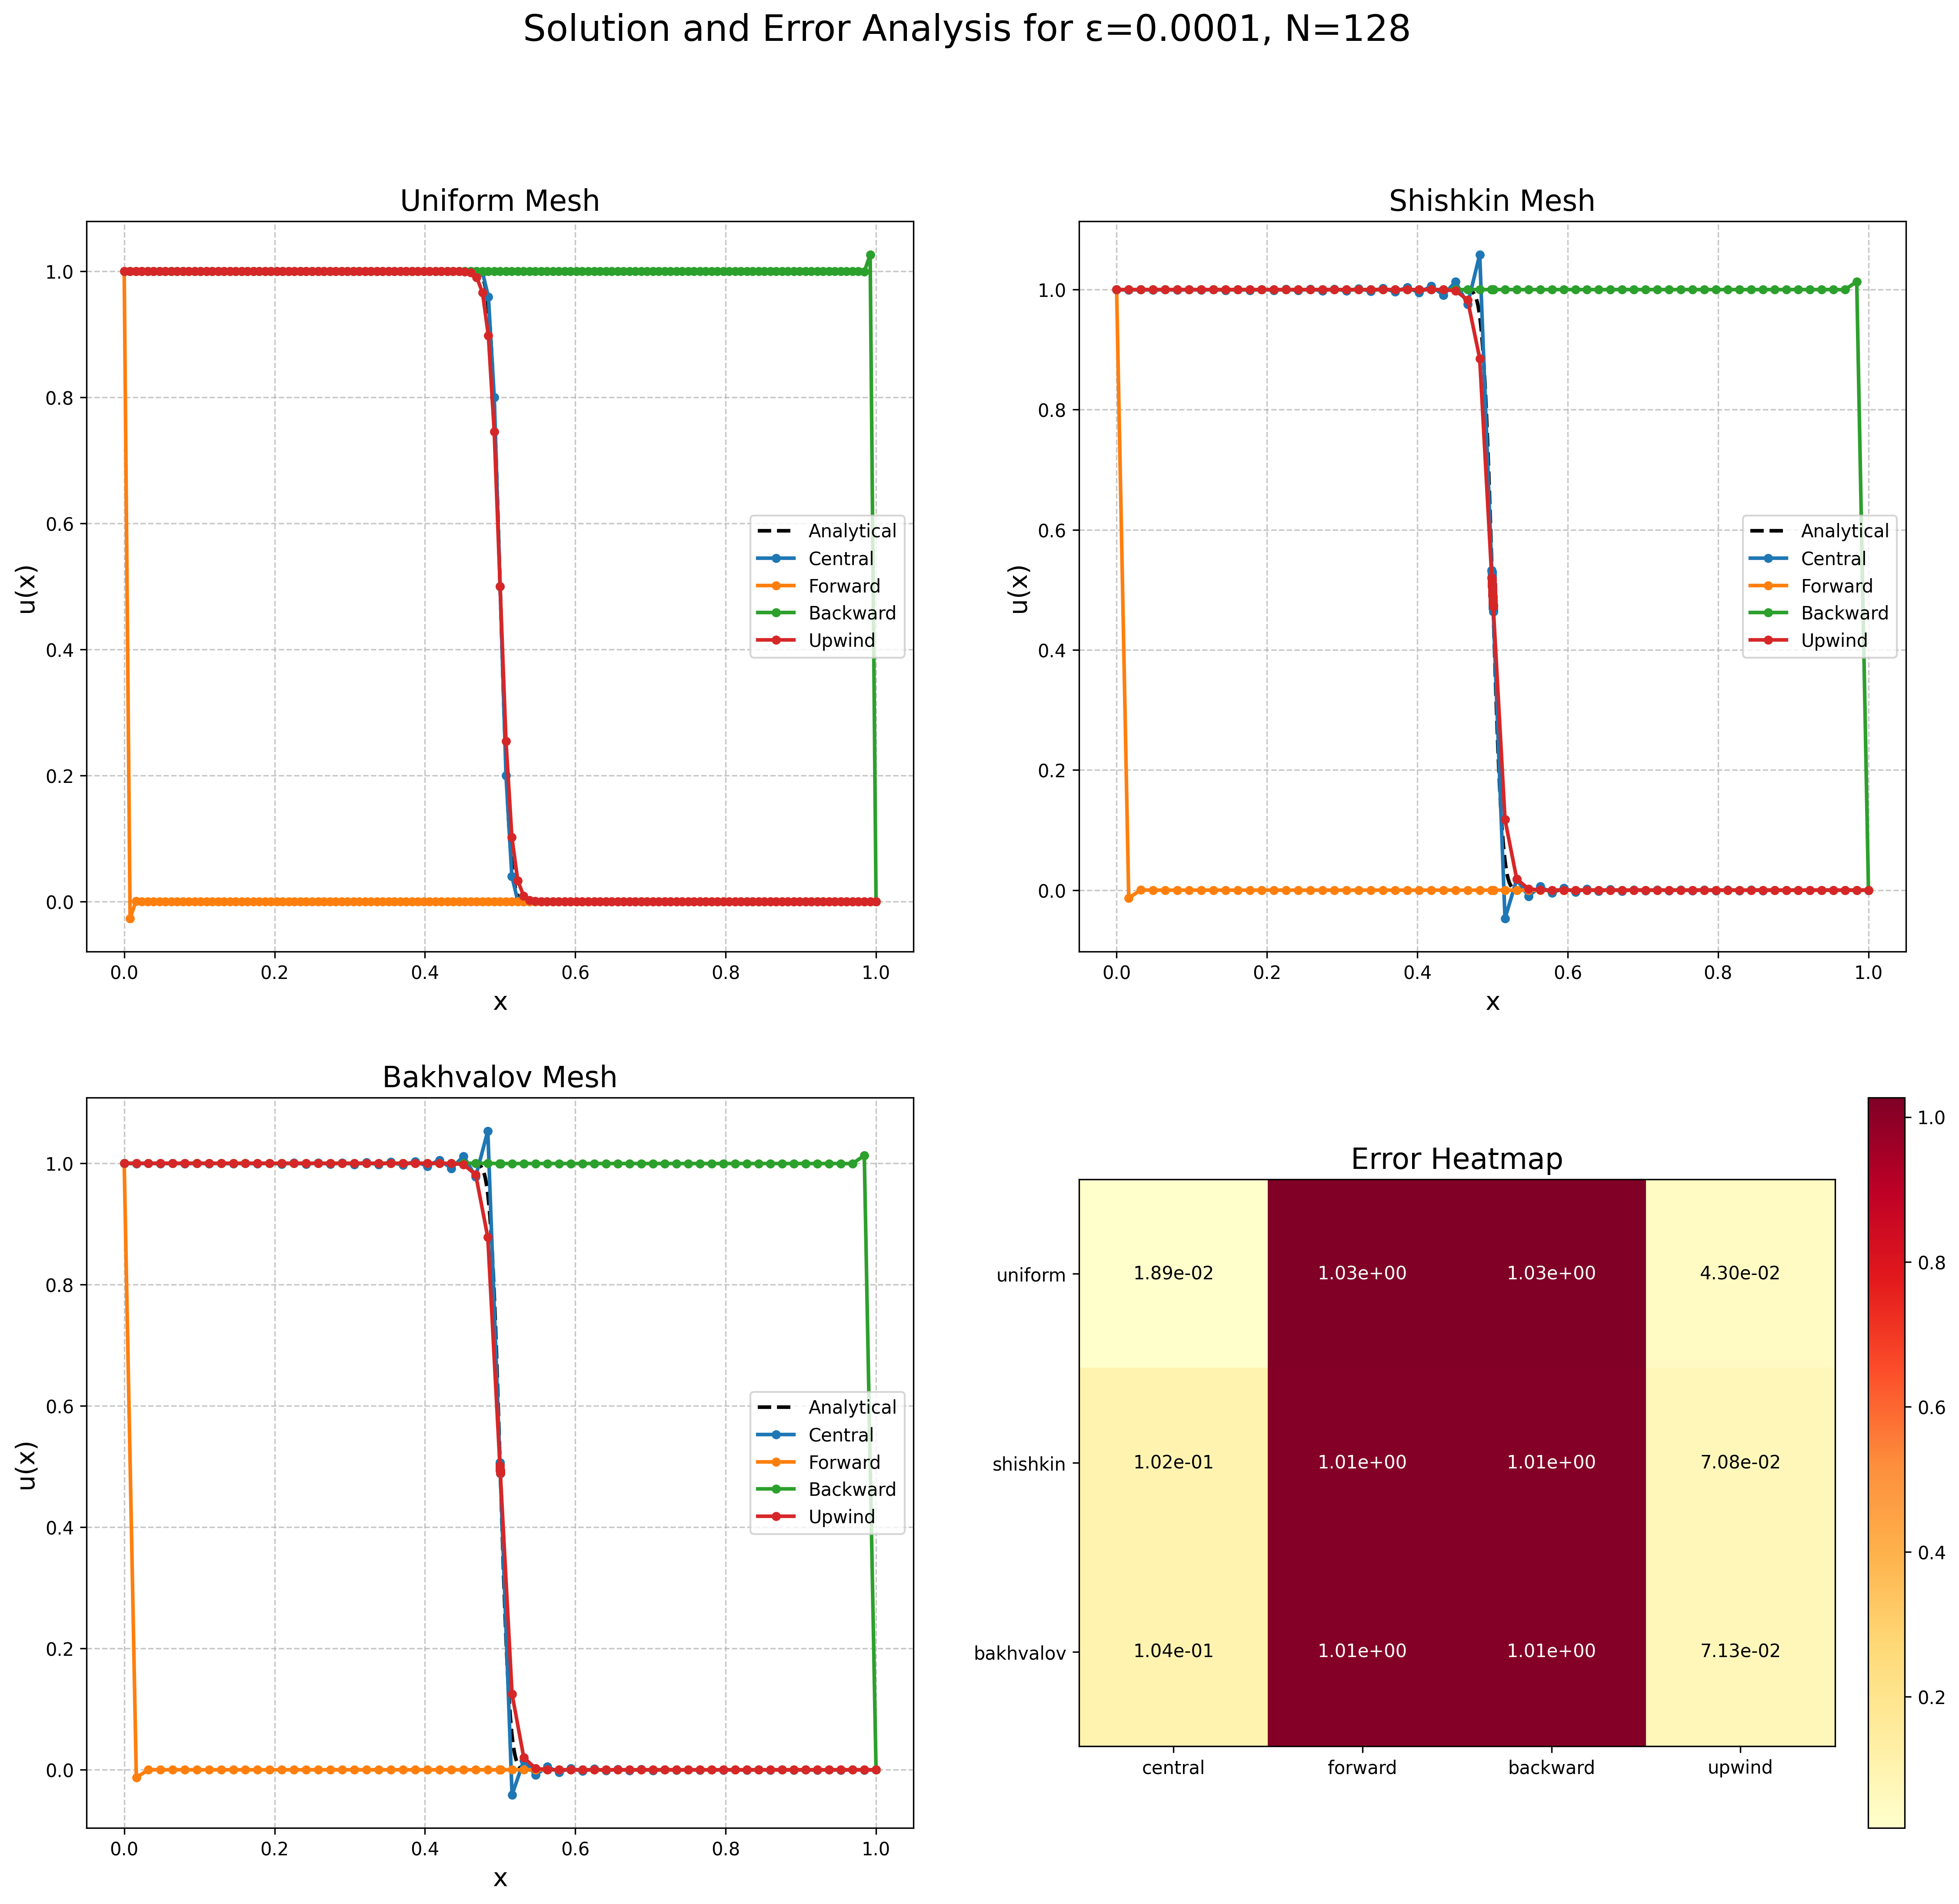 Solution and Error Analysis for ε=0.0001, N=128
Uniform Mesh
u(x)
1.0
0.8
0.6
0.4
0.2
0.0
0.0 0.2 0.4 0.6 0.8 1.0
x
Analytical
Central
Forward
Backward
Upwind
Shishkin Mesh
u(x)
1.0
0.8
0.6
0.4
0.2
0.0
0.0 0.2 0.4 0.6 0.8 1.0
x
Analytical
Central
Forward
Backward
Upwind
Bakhvalov Mesh
u(x)
1.0
0.8
0.6
0.4
0.2
0.0
0.0 0.2 0.4 0.6 0.8 1.0
x
Analytical
Central
Forward
Backward
Upwind
Error Heatmap
uniform 1.89e-02 1.03e+00 1.03e+00 4.30e-02
shishkin 1.02e-01 1.01e+00 1.01e+00 7.08e-02
bakhvalov 1.04e-01 1.01e+00 1.01e+00 7.13e-02
central forward backward upwind
1.0
0.8
0.6
0.4
0.2